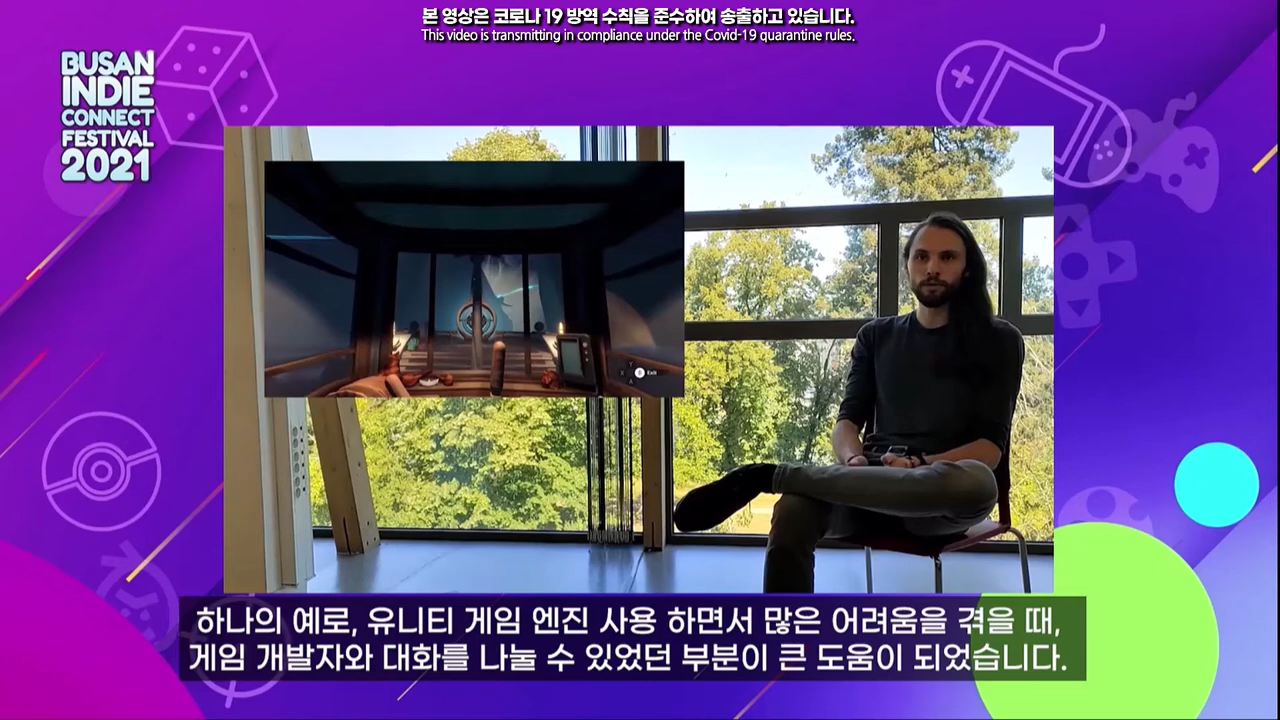 본 영상은 코로나 19 방역 수칙을 준수하여 송출하고 있습니다.
This video is transmitting in compliance under the Covid-19 quarantine rules.
BUSAN
INDIE
CONNECT
FESTIVAL
2021
Exit
하나의 예로, 유니티 게임 엔진 사용 하면서 많은 어려움을 겪을 때,
게임 개발자와 대화를 나눌 수 있었던 부분이 큰 도움이 되었습니다.